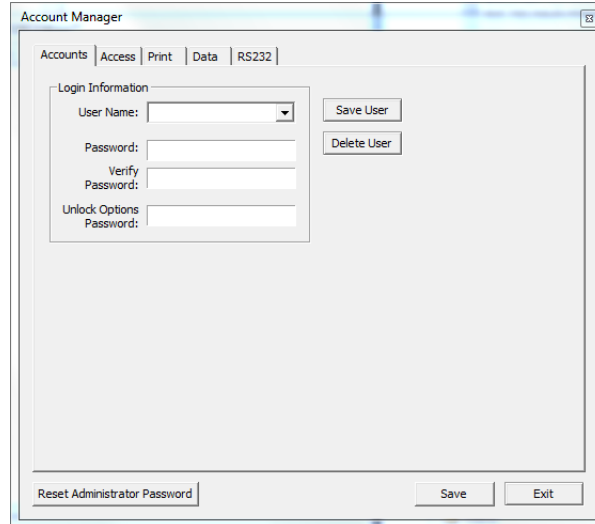 Account Manager
Accounts Access Print Data RS232
Login Information
User Name:
Save User
Password:
Delete User
Verify
Password:
Unlock Options
Password:
Reset Administrator Password Save Exit